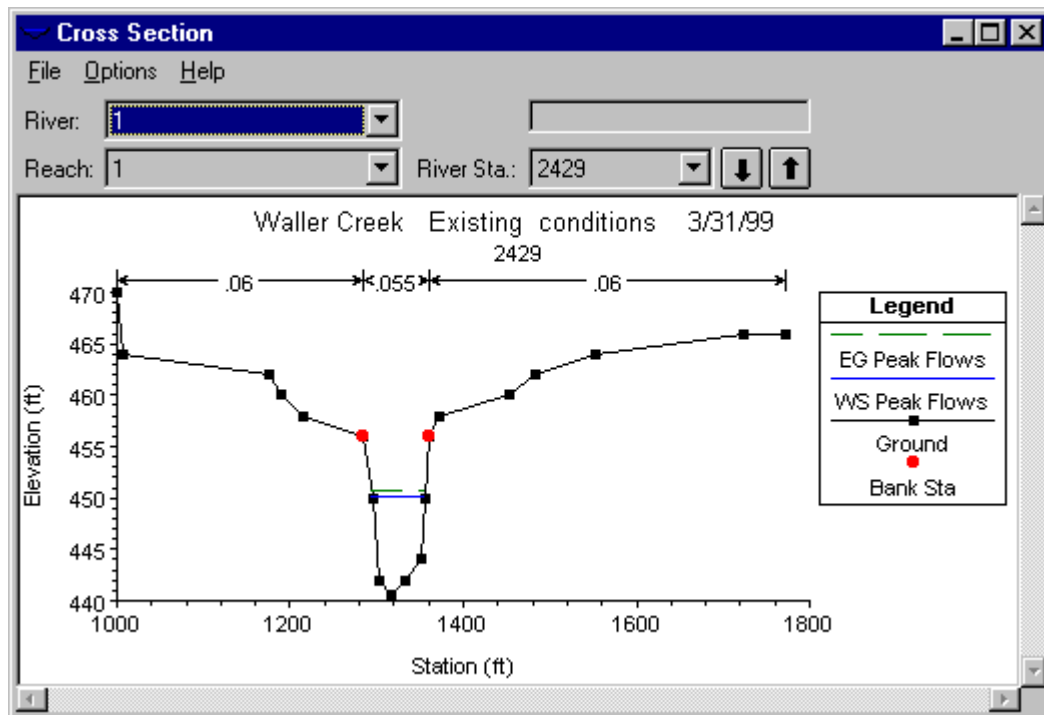 Cross Section
File Options Help
River: 1
Reach: 1 River Sta.: 2429
Waller Creek Existing conditions 3/31/99
2429
.06 .055 .06
470
465
460
455
450
445
440
Elevation (ft)
1000 1200 1400 1600 1800
Station (ft)
Legend
EG Peak Flows
WS Peak Flows
Ground
Bank Sta